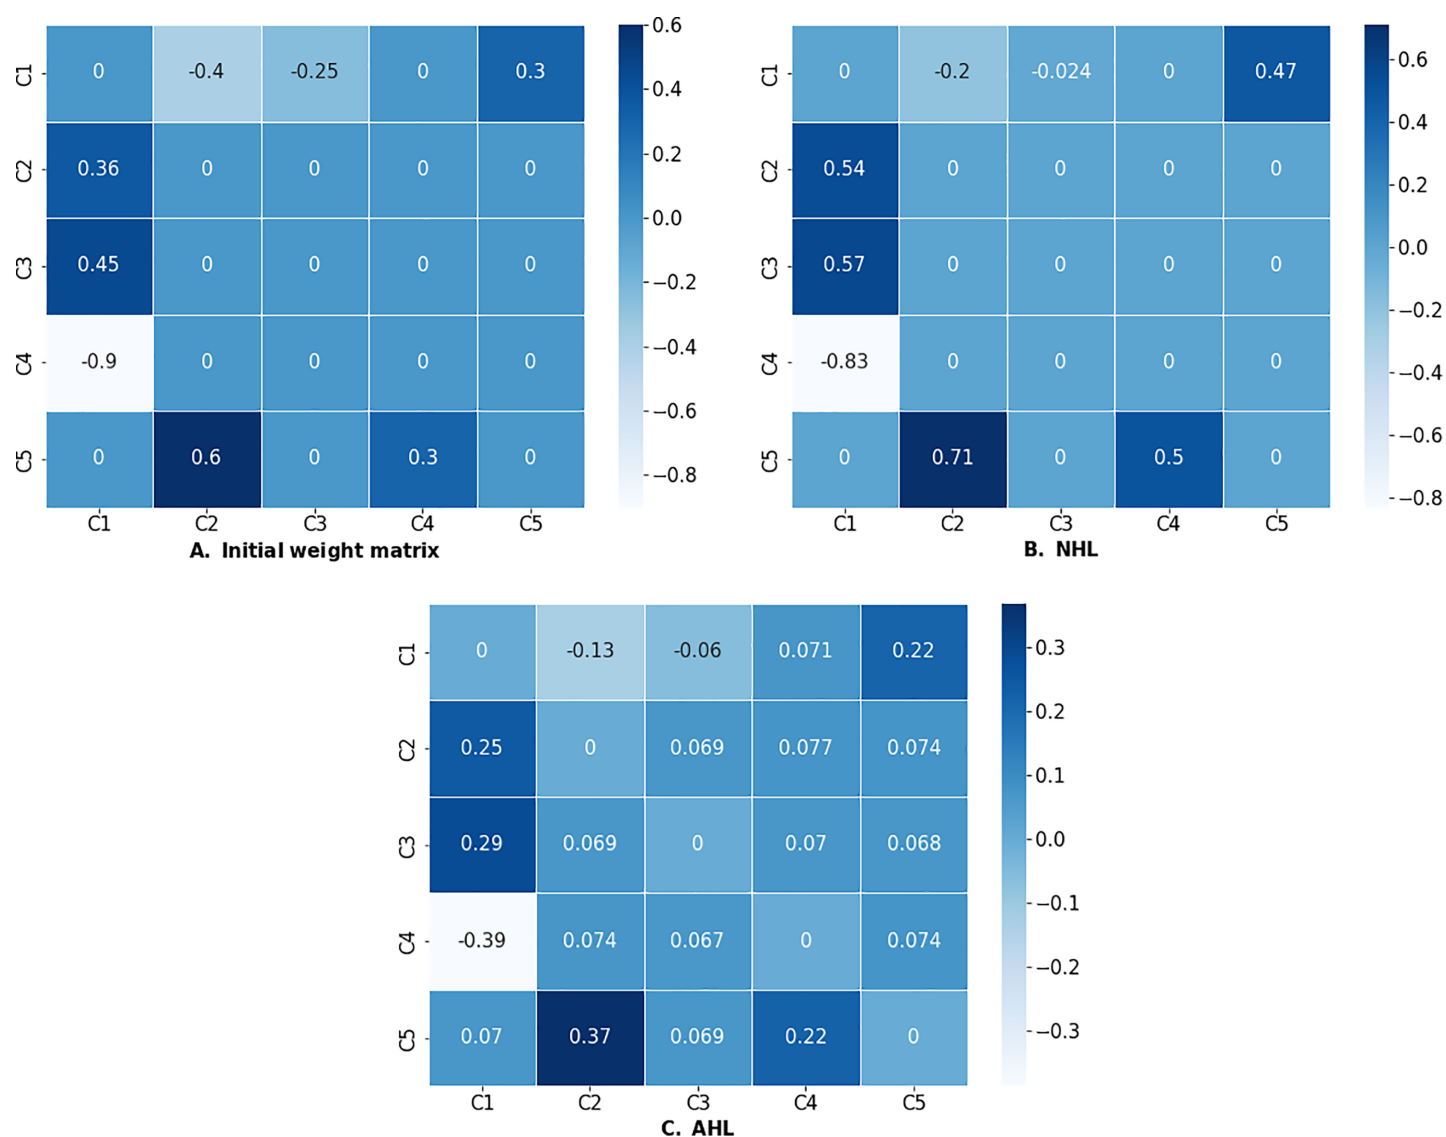 C1 0 -0.4 -0.25 0 0.3
C2 0.36 0 0 0 0
C3 0.45 0 0 0 0
C4 -0.9 0 0 0 0
C5 0 0.6 0 0.3 0
C1 C2 C3 C4 C5
A. Initial weight matrix
0.6
0.4
0.2
0.0
−0.2
−0.4
−0.6
−0.8
C1 0 -0.2 -0.024 0 0.47
C2 0.54 0 0 0 0
C3 0.57 0 0 0 0
C4 -0.83 0 0 0 0
C5 0 0.71 0 0.5 0
C1 C2 C3 C4 C5
B. NHL
0.6
0.4
0.2
0.0
−0.2
−0.4
−0.6
−0.8
C1 0 -0.13 -0.06 0.071 0.22
C2 0.25 0 0.069 0.077 0.074
C3 0.29 0.069 0 0.07 0.068
C4 -0.39 0.074 0.067 0 0.074
C5 0.07 0.37 0.069 0.22 0
C1 C2 C3 C4 C5
C. AHL
0.3
0.2
0.1
0.0
−0.1
−0.2
−0.3